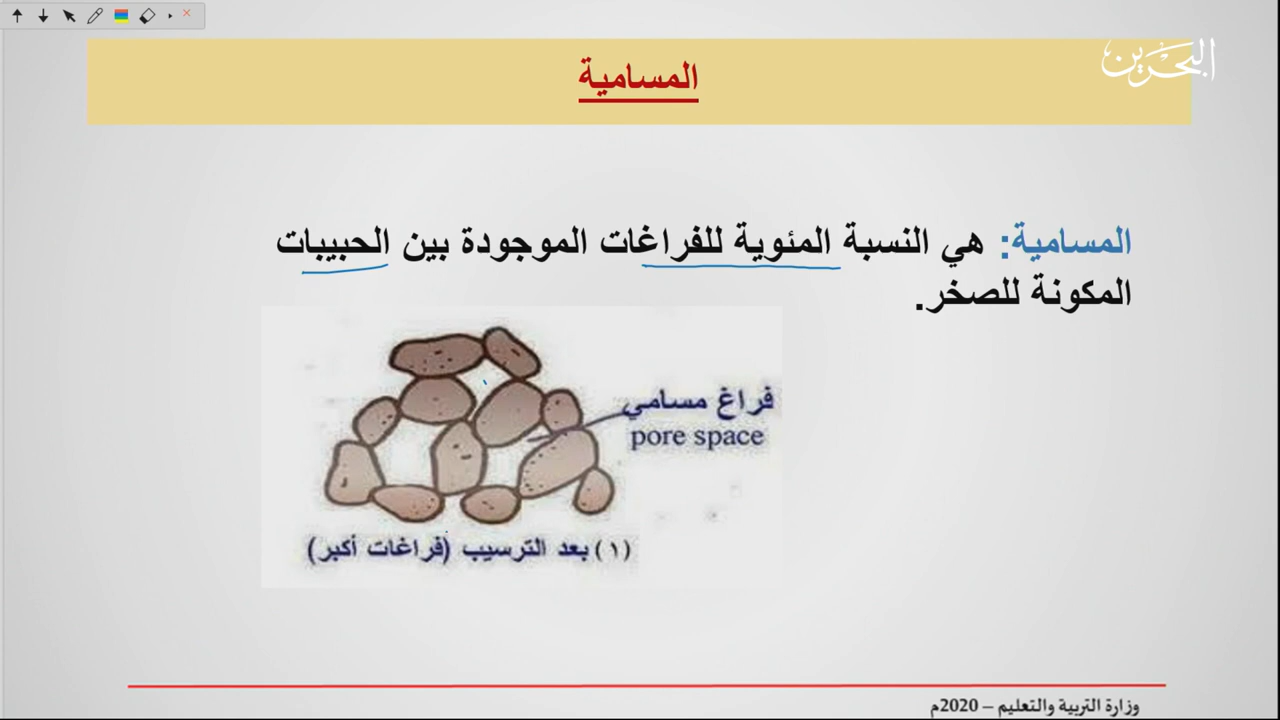 البحرين
المسامية
المسامية: هي النسبة المئوية للفراغات الموجودة بين الحبيبات
المكونة للصخر.
فراغ مسامي
pore space
(١) بعد الترسيب (فراغات أكبر)
وزارة التربية والتعليم – 2020م